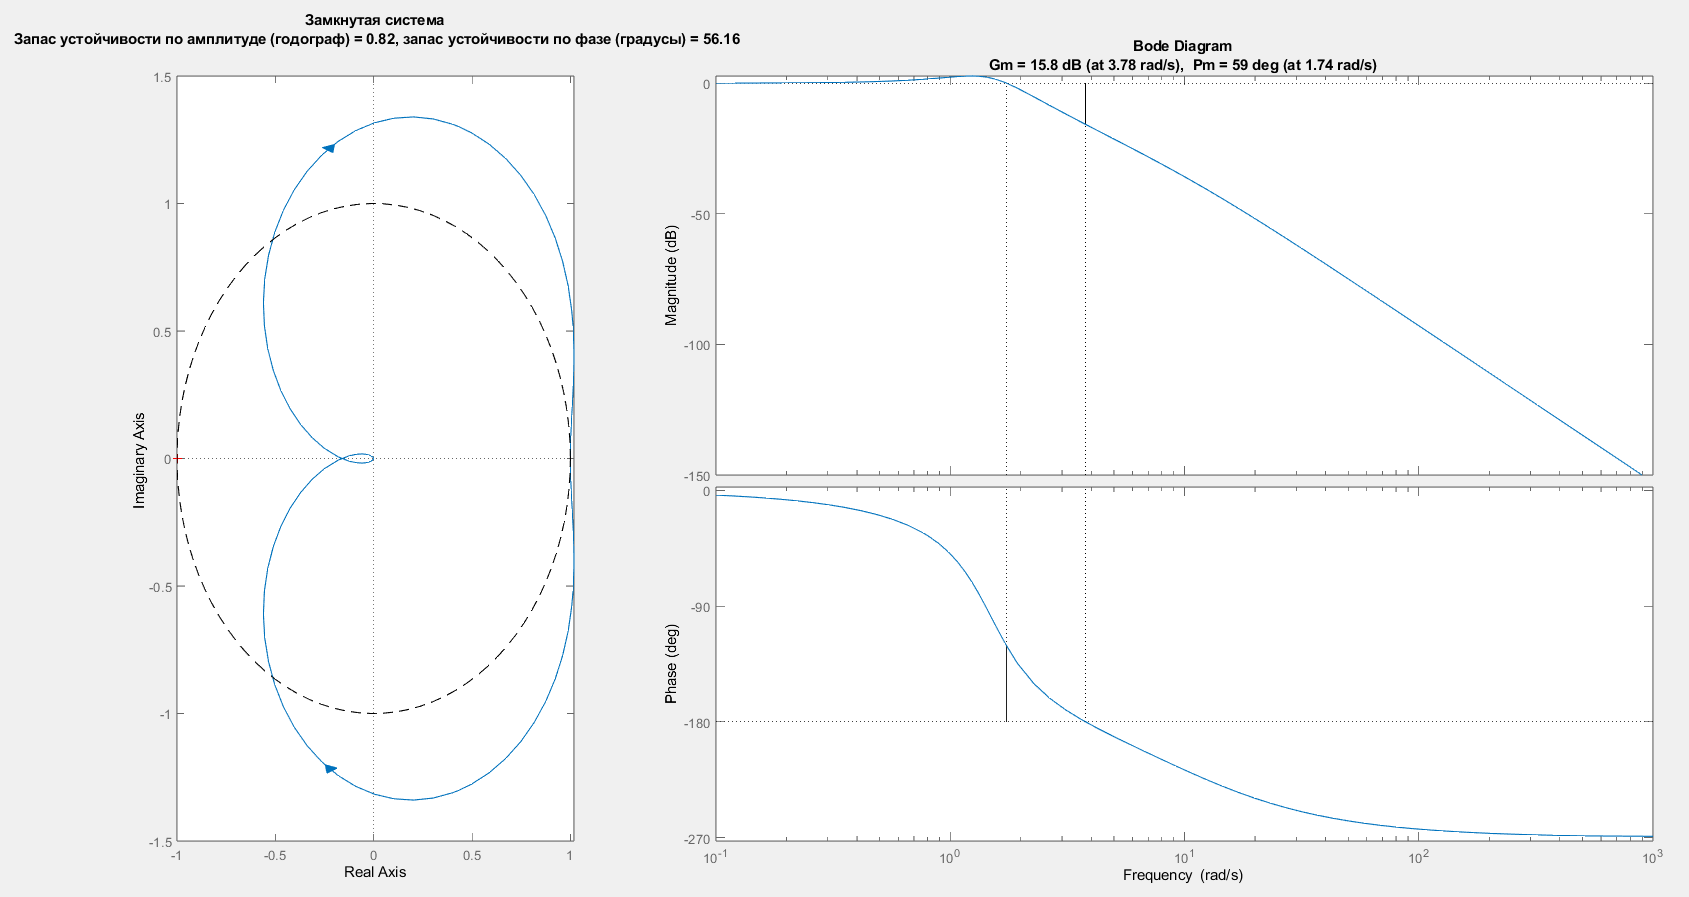 Замкнутая система
Запас устойчивости по амплитуде (годограф) = 0.82, запас устойчивости по фазе (градусы) = 56.16
1.5
1
0.5
0
-0.5
-1
-1.5
Imaginary Axis
-1 -0.5 0 0.5 1
Real Axis
Bode Diagram
Gm = 15.8 dB (at 3.78 rad/s), Pm = 59 deg (at 1.74 rad/s)
0
-50
-100
-150
Magnitude (dB)
0
-90
-180
-270
Phase (deg)
10^-1 10^0 10^1 10^2 10^3
Frequency (rad/s)